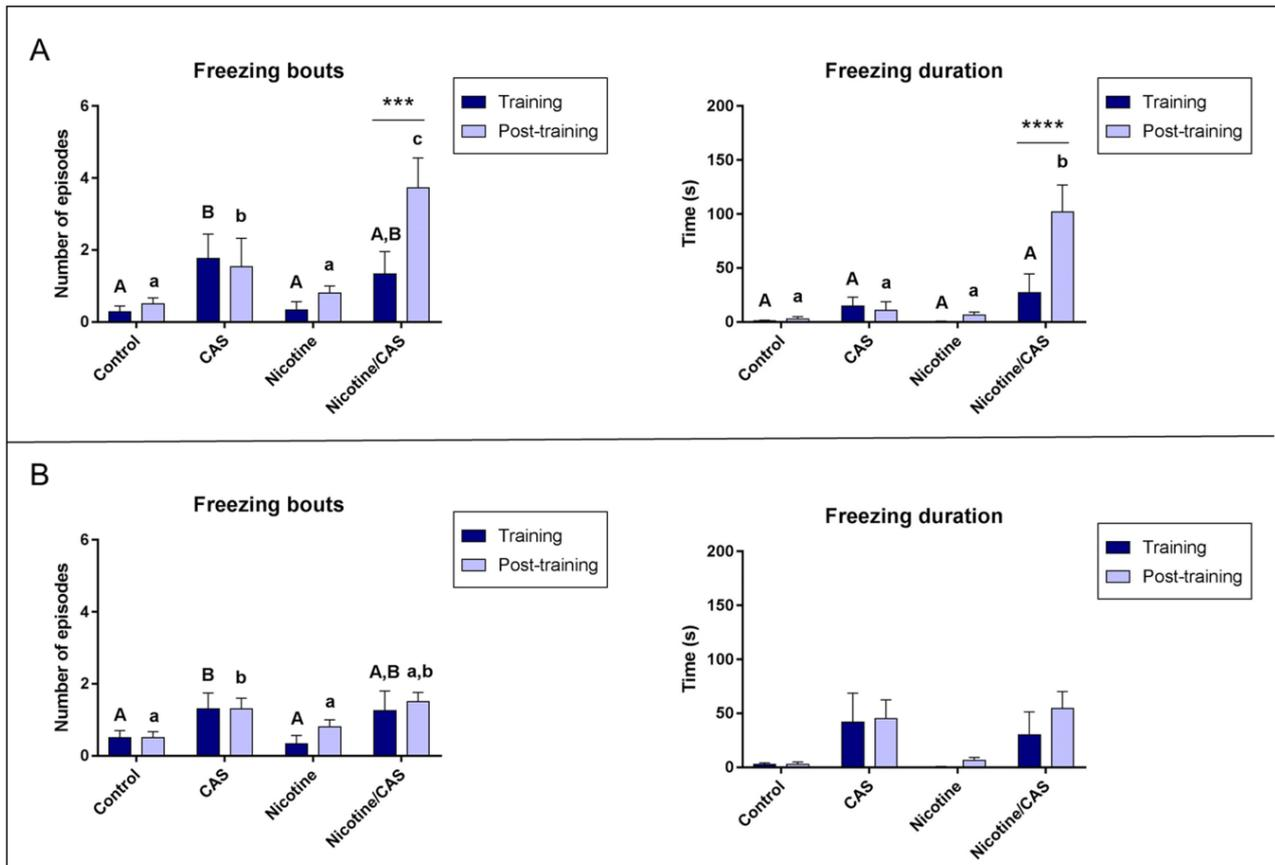 A
Freezing bouts
Training
Post-training
Number of episodes
6
4
2
0
A
a
B
b
A
a
A,B
c
***
Control
CAS
Nicotine
Nicotine/CAS
Freezing duration
Training
Post-training
Time (s)
200
150
100
50
0
A
a
A
a
A
a
A
b
****
Control
CAS
Nicotine
Nicotine/CAS
B
Freezing bouts
Training
Post-training
Number of episodes
6
4
2
0
A
a
B
b
A
a
A,B
a,b
Control
CAS
Nicotine
Nicotine/CAS
Freezing duration
Training
Post-training
Time (s)
200
150
100
50
0
Control
CAS
Nicotine
Nicotine/CAS